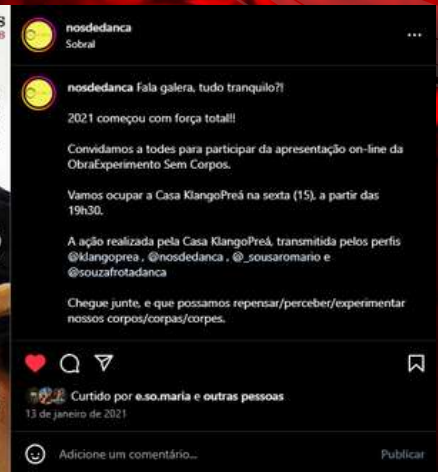 S
8
nosdedanca
Sobral
nosdedanca Fala galera, tudo tranquilo?!
2021 começou com força total!!
Convidamos a todes para participar da apresentação on-line da
ObraExperimento Sem Corpos.
Vamos ocupar a Casa KlangoPreá na sexta (15), a partir das
19h30.
A ação realizada pela Casa KlangoPreá, transmitida pelos perfis
@klangoprea , @nosdedanca , @_sousaromario e
@souzafrotadanca
Chegue junte, e que possamos repensar/perceber/experimentar
nossos corpos/corpas/corpes.
Curtido por e.so.maria e outras pessoas
13 de janeiro de 2021
Adicione um comentário...
Publicar